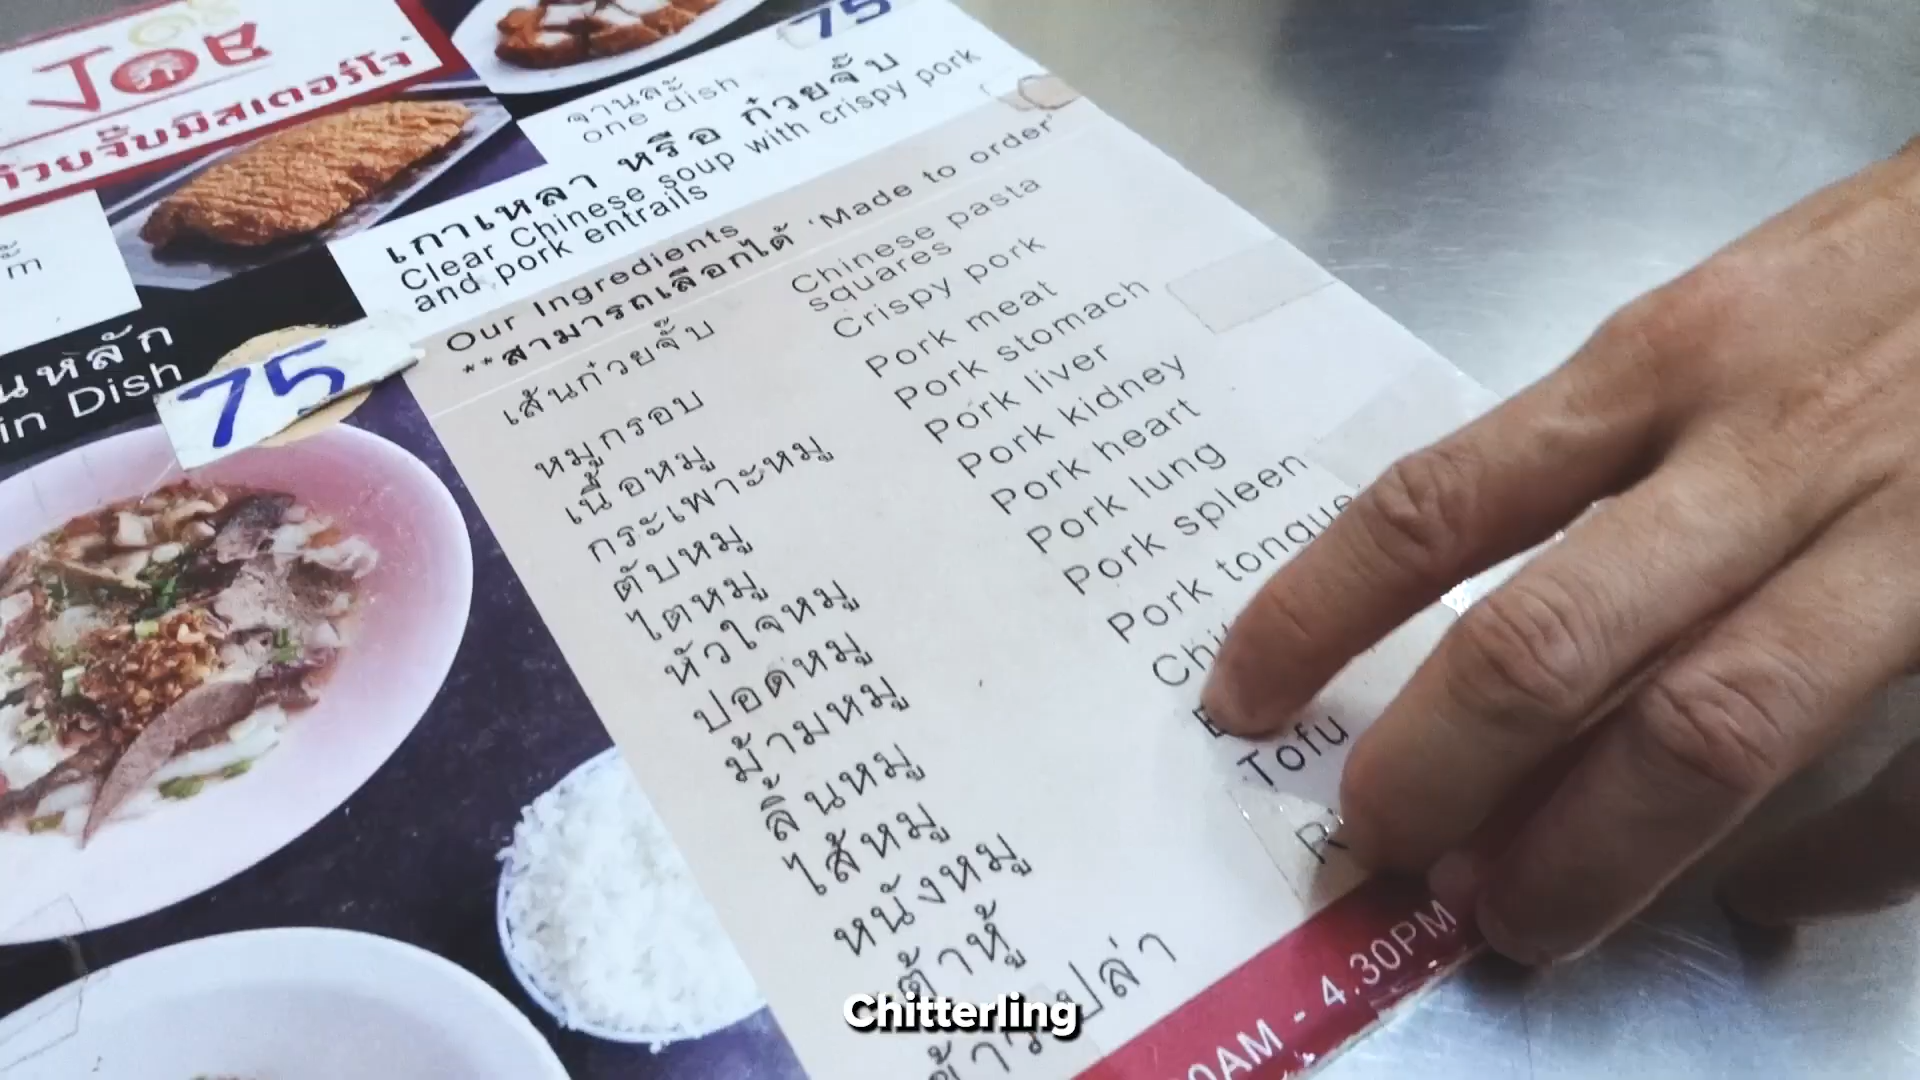 JOE
ก๋วยจั๊บมิสเตอร์โจ
75
จานละ
one dish
เกาเหลา หรือ ก๋วยจั๊บ
Clear Chinese soup with crispy pork
and pork entrails
Our Ingredients
**สามารถเลือกได้ 'Made to order'
เส้นก๋วยจั๊บ Chinese pasta squares
หมูกรอบ Crispy pork
เนื้อหมู Pork meat
กระเพาะหมู Pork stomach
ตับหมู Pork liver
ไตหมู Pork kidney
หัวใจหมู Pork heart
ปอดหมู Pork lung
ม้ามหมู Pork spleen
ลิ้นหมู Pork tongue
ไส้หมู
หนังหมู
เต้าหู้ Tofu
ข้าวเปล่า
75
in Dish
- 4.30PM
Chitterling